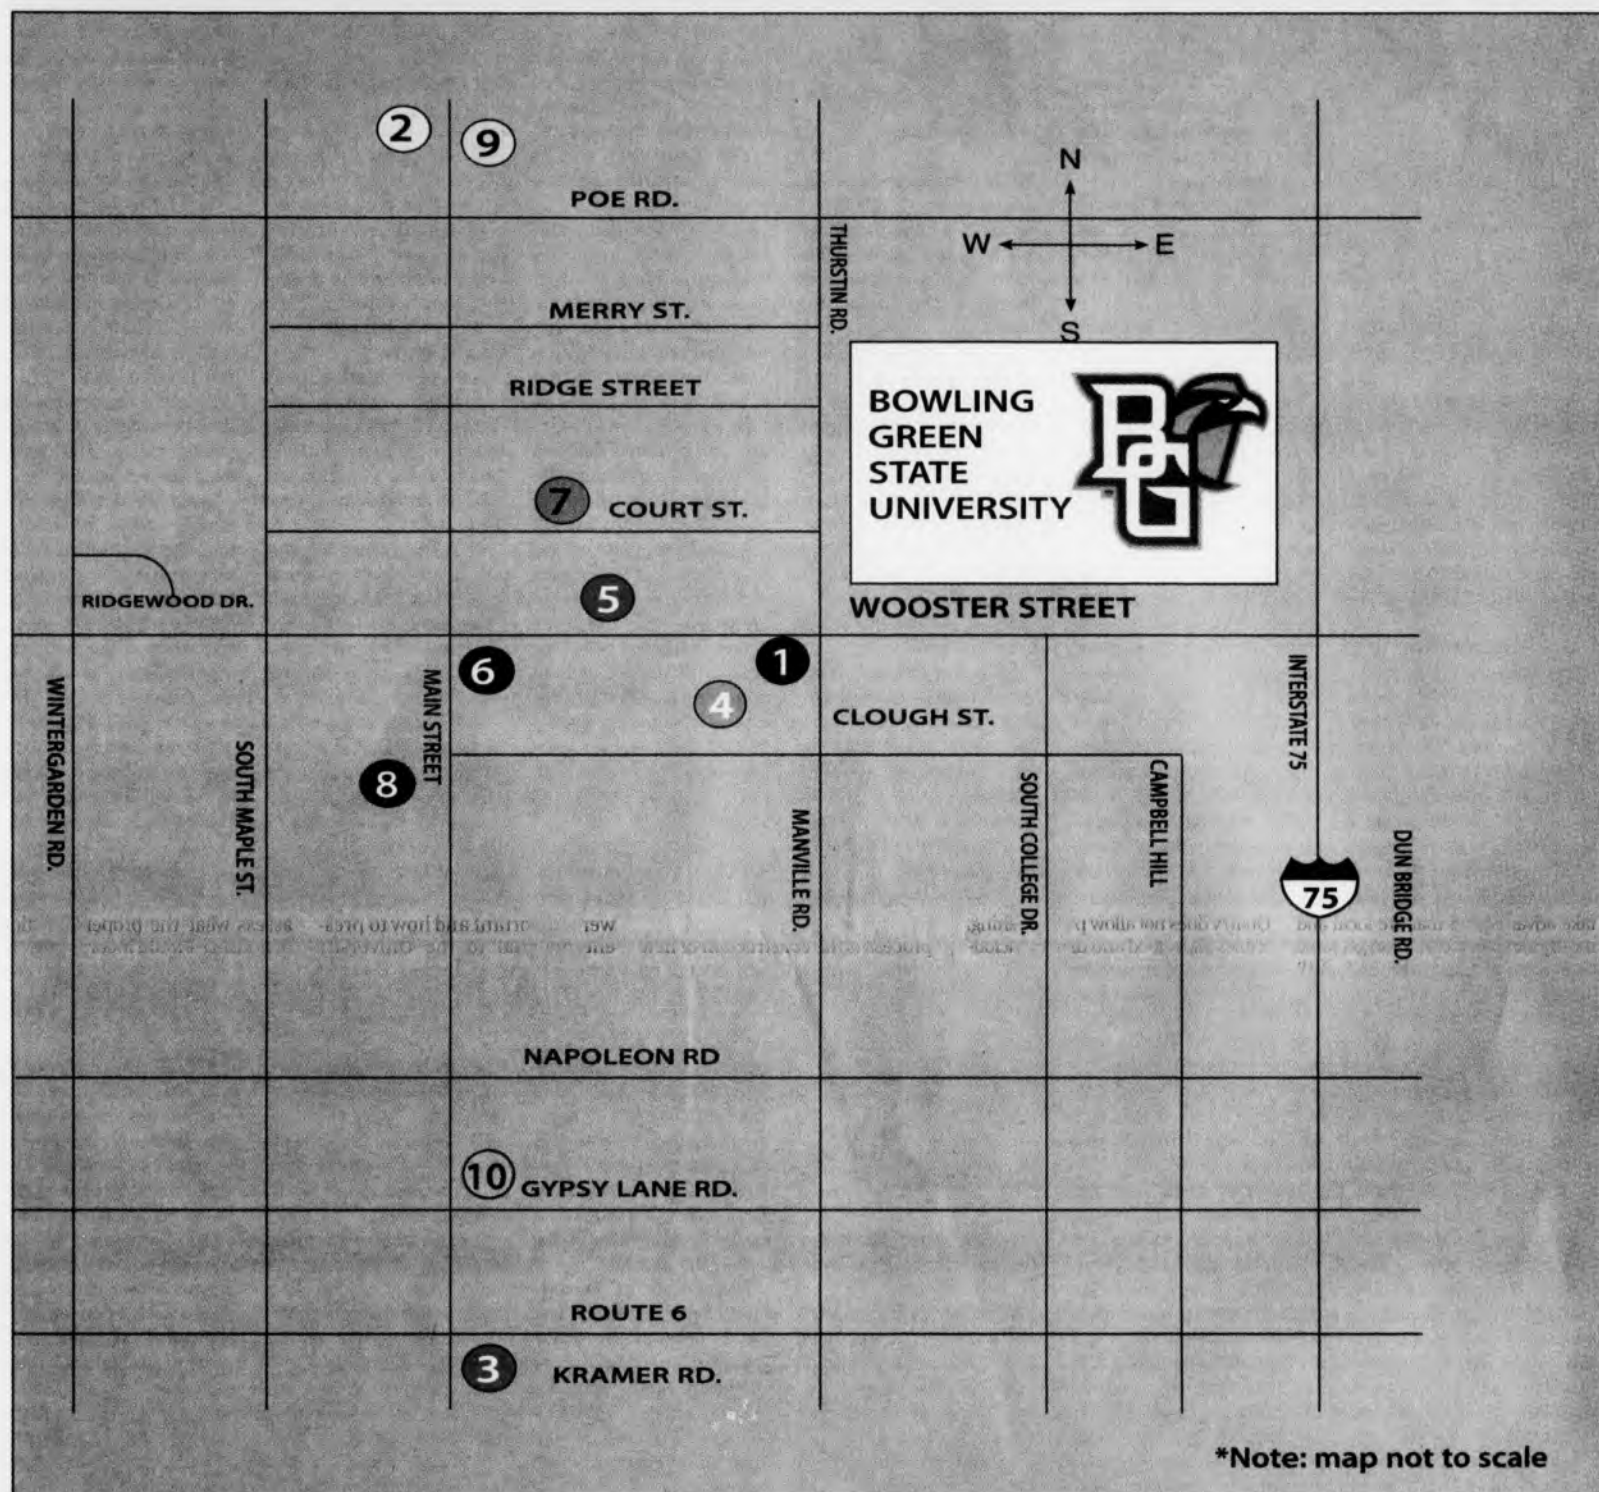 2
9
POE RD.
N
W
E
S
THURSTIN RD.
MERRY ST.
RIDGE STREET
BOWLING
GREEN
STATE
UNIVERSITY
BG
7
COURT ST.
5
RIDGEWOOD DR.
WOOSTER STREET
6
1
4
CLOUGH ST.
8
WINTERGARDEN RD.
SOUTH MAPLE ST.
MAIN STREET
MANVILLE RD.
SOUTH COLLEGE DR.
CAMPBELL HILL
INTERSTATE 75
75
DUN BRIDGE RD.
NAPOLEON RD
10
GYPSY LANE RD.
ROUTE 6
3
KRAMER RD.
*Note: map not to scale